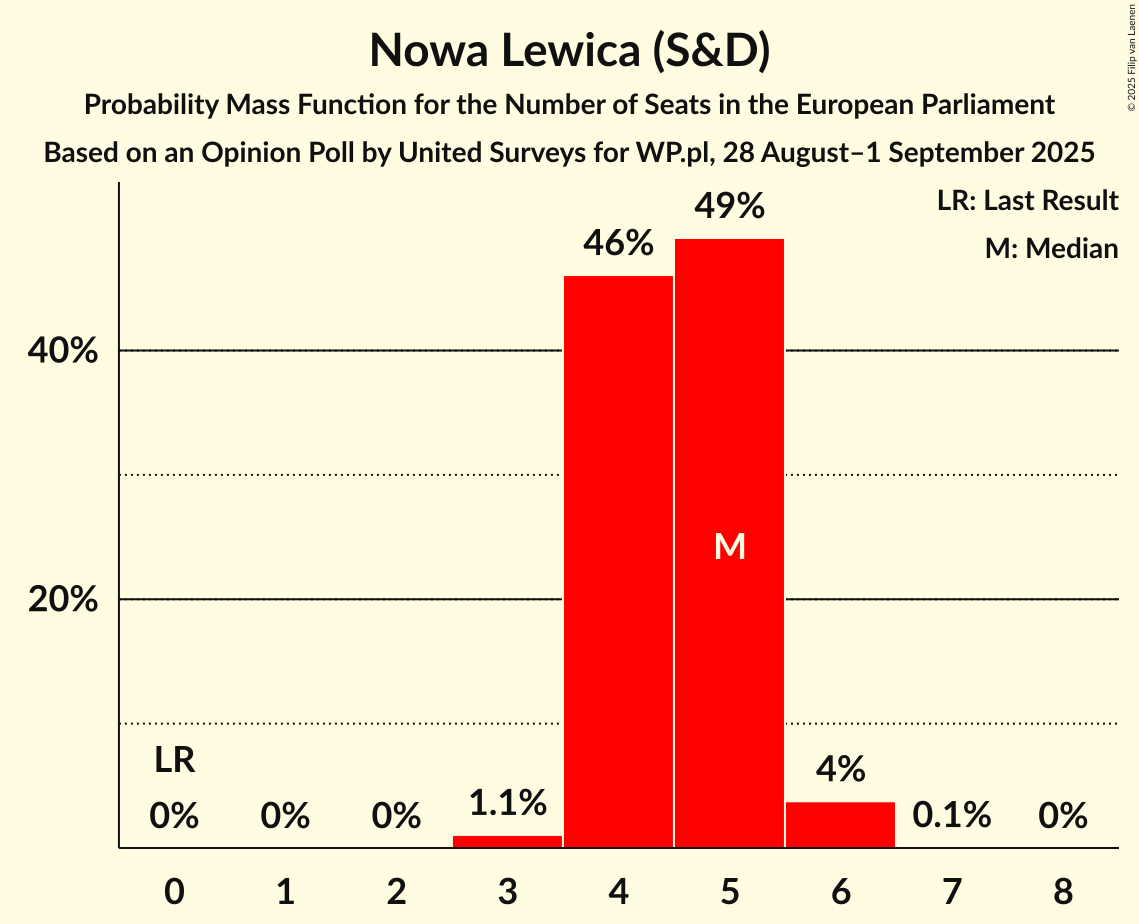 Nowa Lewica (S&D)
Probability Mass Function for the Number of Seats in the European Parliament
Based on an Opinion Poll by United Surveys for WP.pl, 28 August–1 September 2025
© 2025 Filip van Laenen
LR: Last Result
M: Median
49%
46%
40%
M
20%
LR
4%
1.1%
0% 0% 0% 0.1% 0%
0 1 2 3 4 5 6 7 8